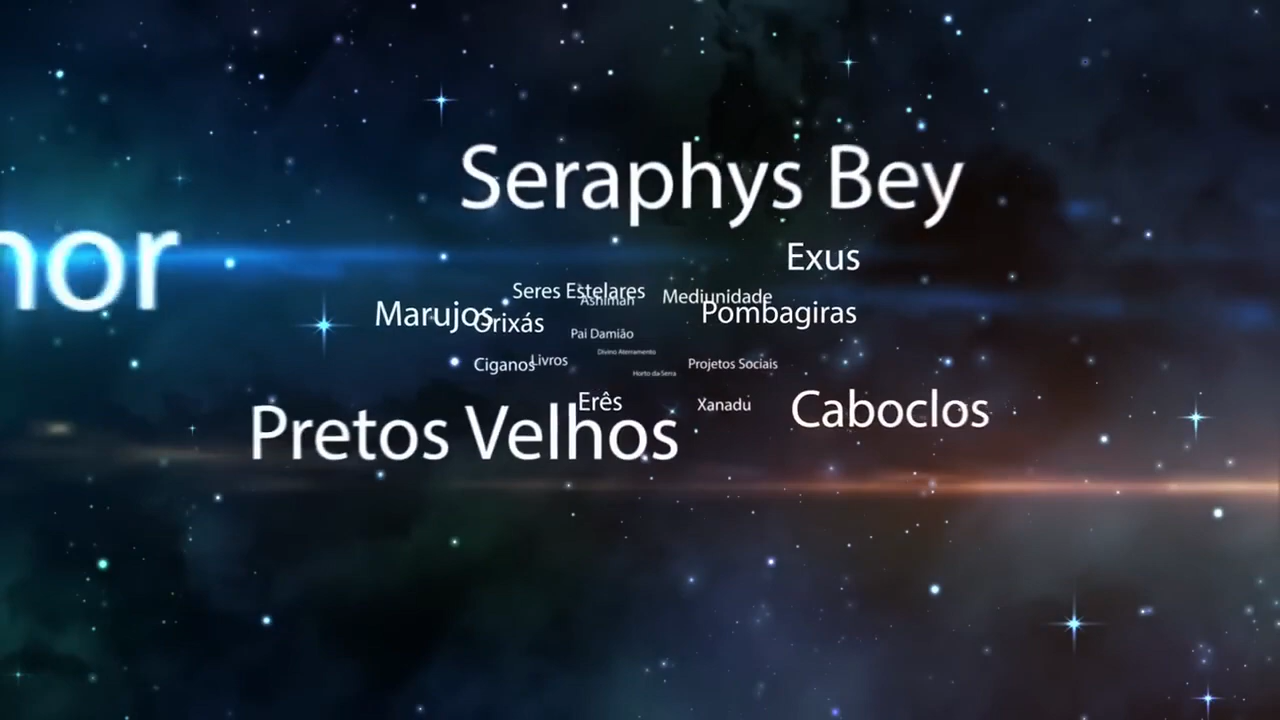 Seraphys Bey
nor
Exus
Seres Estelares
Ashiman
Mediunidade
Marujos
Orixás
Pombagiras
Pai Damião
Divino Aterramento
Ciganos
Livros
Projetos Sociais
Horto da Serra
Erês
Xanadu
Caboclos
Pretos Velhos